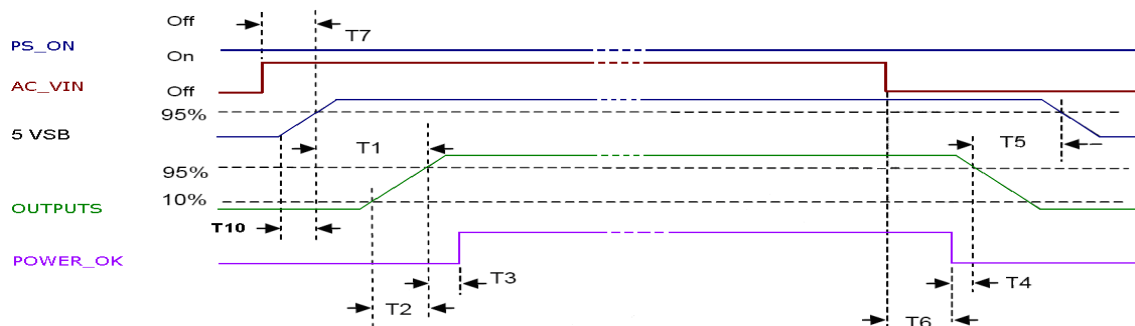 Off
PS_ON
T7
On
AC_VIN
Off
95%
5 VSB
T1
T5
95%
10%
OUTPUTS
T10
POWER_OK
T3
T4
T2
T6